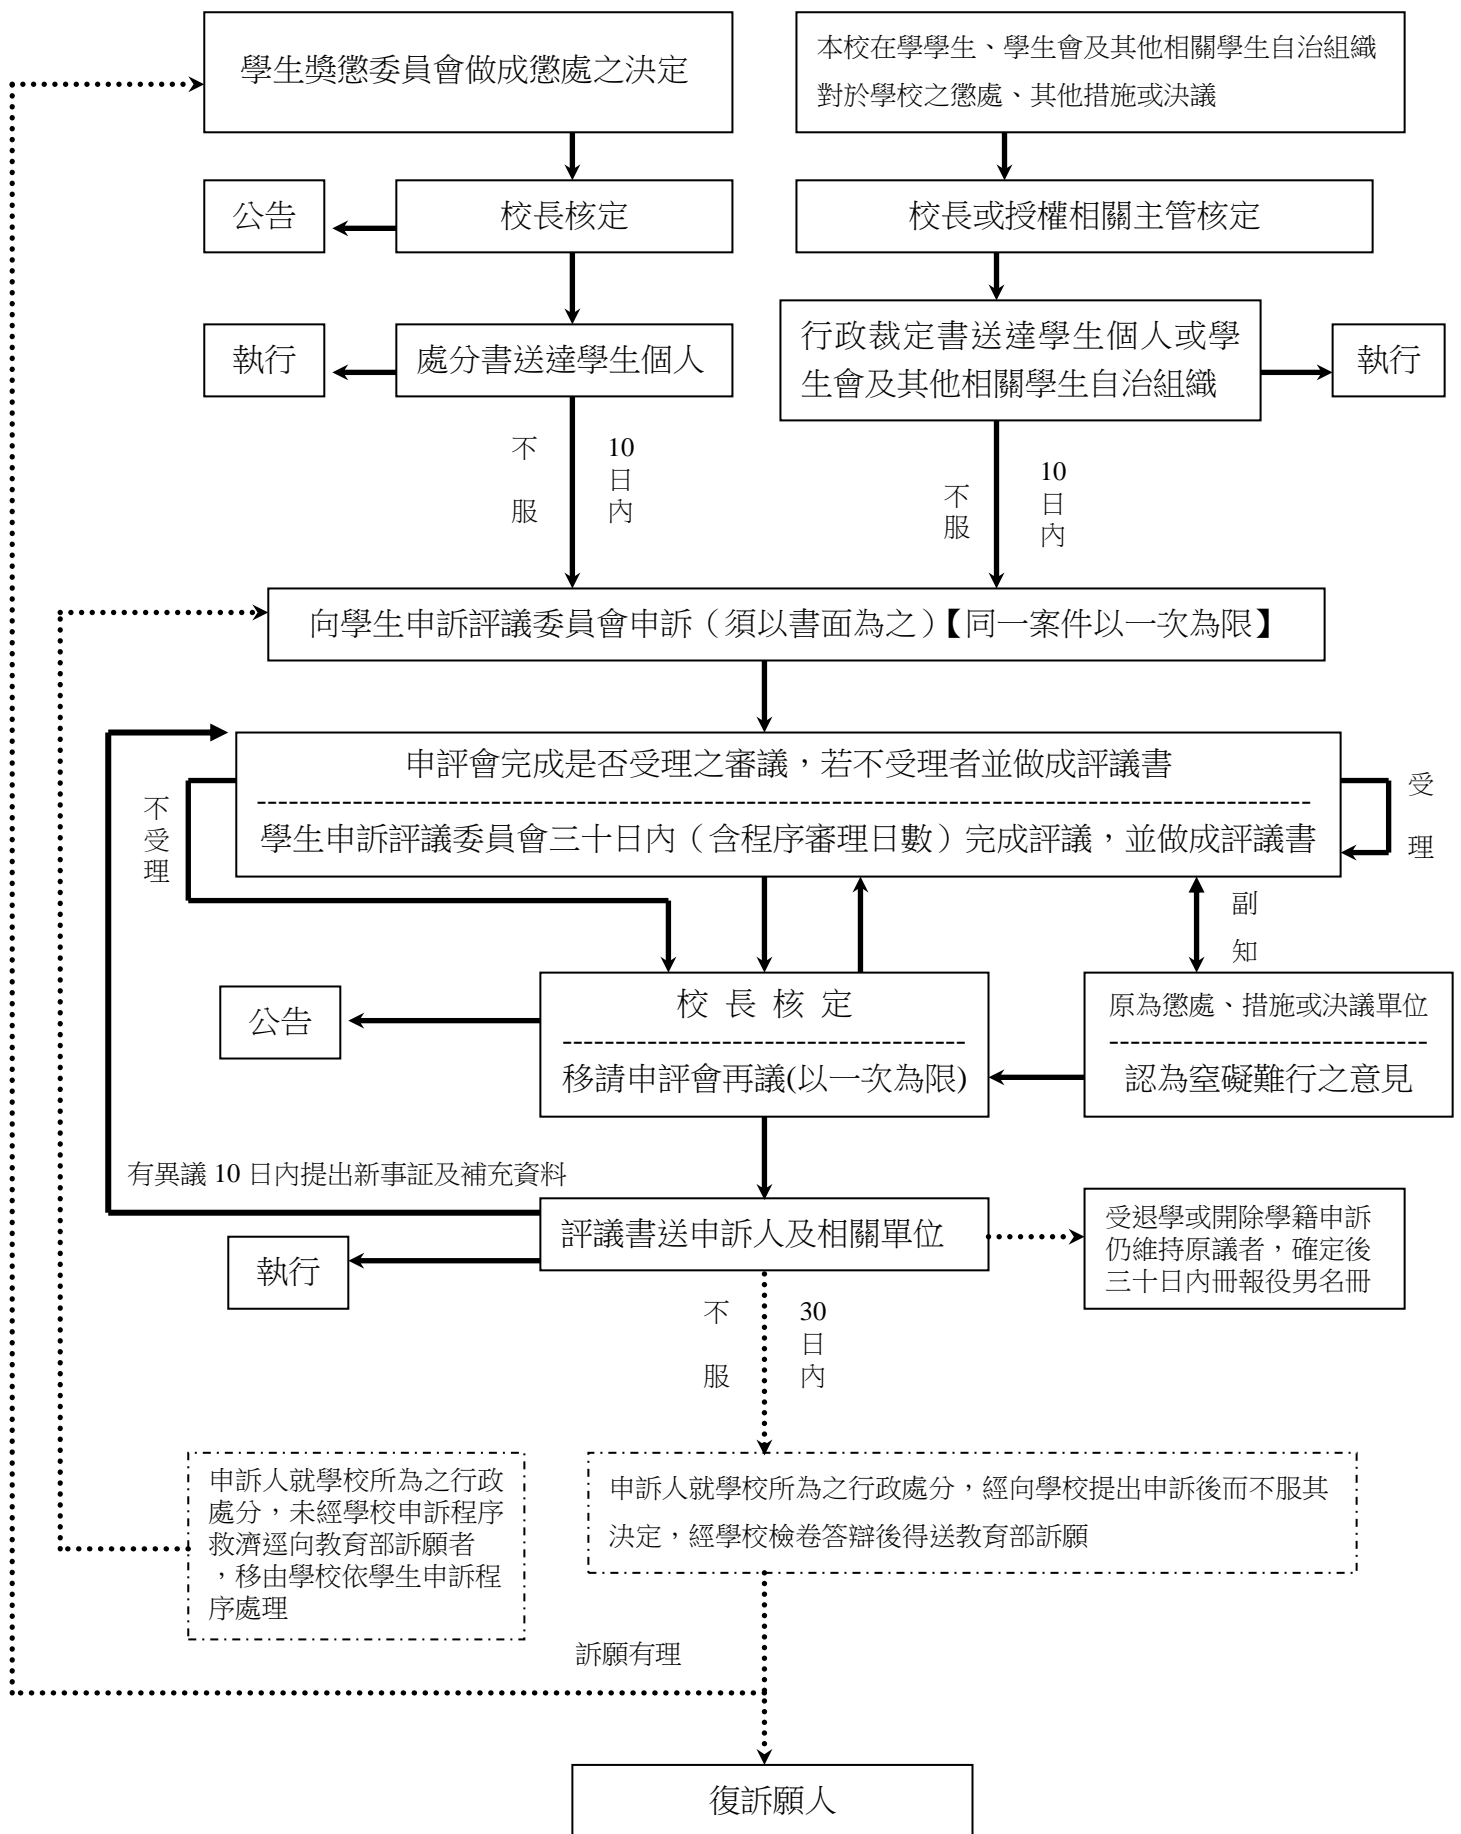 學生獎懲委員會做成懲處之決定
本校在學學生、學生會及其他相關學生自治組織
對於學校之懲處、其他措施或決議
公告
校長核定
校長或授權相關主管核定
執行
處分書送達學生個人
行政裁定書送達學生個人或學
生會及其他相關學生自治組織
執行
不服
10日內
不服
10日內
向學生申訴評議委員會申訴（須以書面為之）【同一案件以一次為限】
申評會完成是否受理之審議，若不受理者並做成評議書
學生申訴評議委員會三十日內（含程序審理日數）完成評議，並做成評議書
不受理
受理
副知
公告
校長核定
移請申評會再議(以一次為限)
原為懲處、措施或決議單位
認為窒礙難行之意見
有異議 10 日內提出新事証及補充資料
評議書送申訴人及相關單位
執行
受退學或開除學籍申訴
仍維持原議者，確定後
三十日內冊報役男名冊
不服
30日內
申訴人就學校所為之行政
處分，未經學校申訴程序
救濟逕向教育部訴願者
，移由學校依學生申訴程
序處理
申訴人就學校所為之行政處分，經向學校提出申訴後而不服其
決定，經學校檢卷答辯後得送教育部訴願
訴願有理
復訴願人